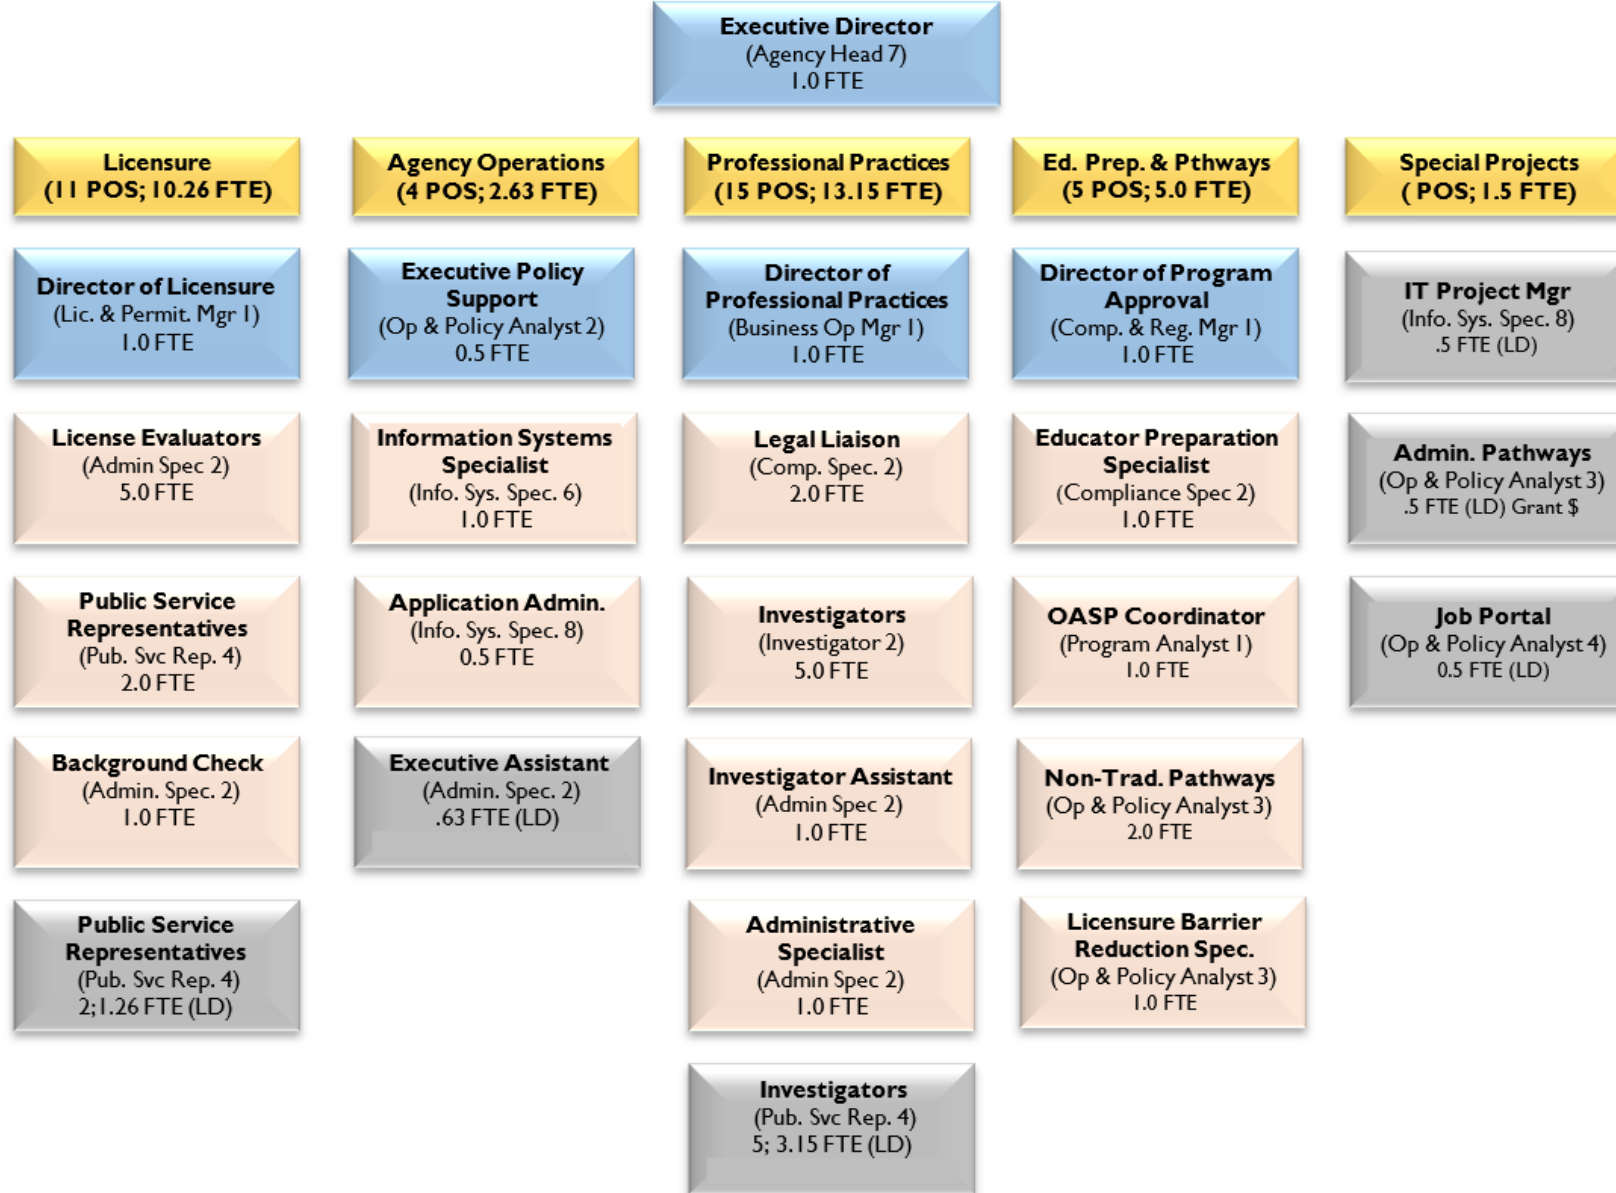 Executive Director
(Agency Head 7)
1.0 FTE
Licensure
(11 POS; 10.26 FTE)
Agency Operations
(4 POS; 2.63 FTE)
Professional Practices
(15 POS; 13.15 FTE)
Ed. Prep. & Pthways
(5 POS; 5.0 FTE)
Special Projects
( POS; 1.5 FTE)
Director of Licensure
(Lic. & Permit. Mgr 1)
1.0 FTE
Executive Policy
Support
(Op & Policy Analyst 2)
0.5 FTE
Director of
Professional Practices
(Business Op Mgr 1)
1.0 FTE
Director of Program
Approval
(Comp. & Reg. Mgr 1)
1.0 FTE
IT Project Mgr
(Info. Sys. Spec. 8)
.5 FTE (LD)
License Evaluators
(Admin Spec 2)
5.0 FTE
Information Systems
Specialist
(Info. Sys. Spec. 6)
1.0 FTE
Legal Liaison
(Comp. Spec. 2)
2.0 FTE
Educator Preparation
Specialist
(Compliance Spec 2)
1.0 FTE
Admin. Pathways
(Op & Policy Analyst 3)
.5 FTE (LD) Grant $
Public Service
Representatives
(Pub. Svc Rep. 4)
2.0 FTE
Application Admin.
(Info. Sys. Spec. 8)
0.5 FTE
Investigators
(Investigator 2)
5.0 FTE
OASP Coordinator
(Program Analyst 1)
1.0 FTE
Job Portal
(Op & Policy Analyst 4)
0.5 FTE (LD)
Background Check
(Admin. Spec. 2)
1.0 FTE
Executive Assistant
(Admin. Spec. 2)
.63 FTE (LD)
Investigator Assistant
(Admin Spec 2)
1.0 FTE
Non-Trad. Pathways
(Op & Policy Analyst 3)
2.0 FTE
Public Service
Representatives
(Pub. Svc Rep. 4)
2;1.26 FTE (LD)
Administrative
Specialist
(Admin Spec 2)
1.0 FTE
Licensure Barrier
Reduction Spec.
(Op & Policy Analyst 3)
1.0 FTE
Investigators
(Pub. Svc Rep. 4)
5; 3.15 FTE (LD)